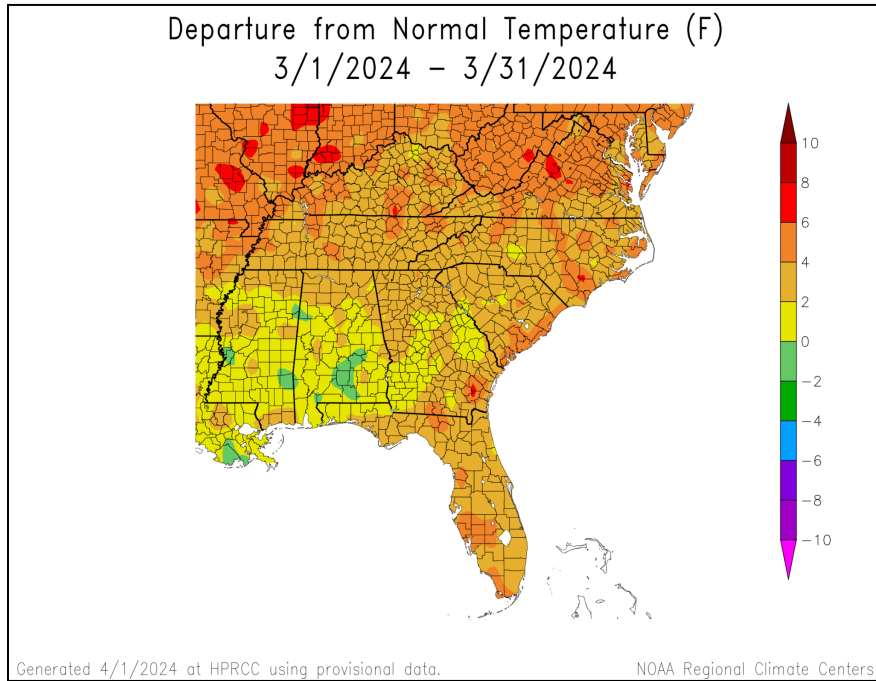 Departure from Normal Temperature (F)
3/1/2024 – 3/31/2024
10
8
6
4
2
0
−2
−4
−6
−8
−10
Generated 4/1/2024 at HPRCC using provisional data.
NOAA Regional Climate Centers